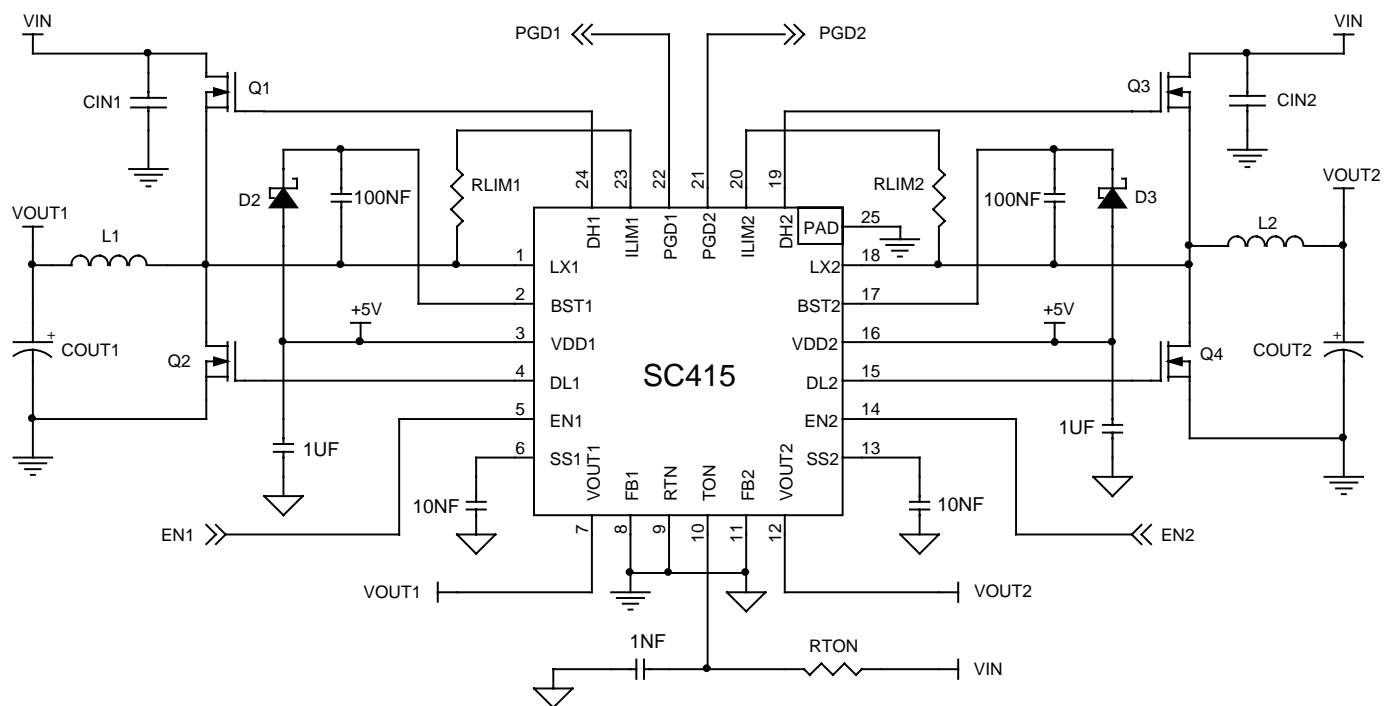 VIN
PGD1
PGD2
VIN
Q1
Q3
CIN1
CIN2
24
23
22
21
20
19
RLIM1
RLIM2
D2
100NF
100NF
D3
VOUT1
VOUT2
L1
L2
DH1
ILIM1
PGD1
PGD2
ILIM2
DH2
PAD
25
1
LX1
LX2
18
2
BST1
BST2
17
+5V
+5V
3
VDD1
VDD2
16
+
COUT1
+
COUT2
Q2
Q4
SC415
4
DL1
DL2
15
5
EN1
EN2
14
1UF
1UF
6
SS1
SS2
13
VOUT1
FB1
RTN
TON
FB2
VOUT2
10NF
10NF
7
8
9
10
11
12
EN1
EN2
VOUT1
VOUT2
1NF
RTON
VIN